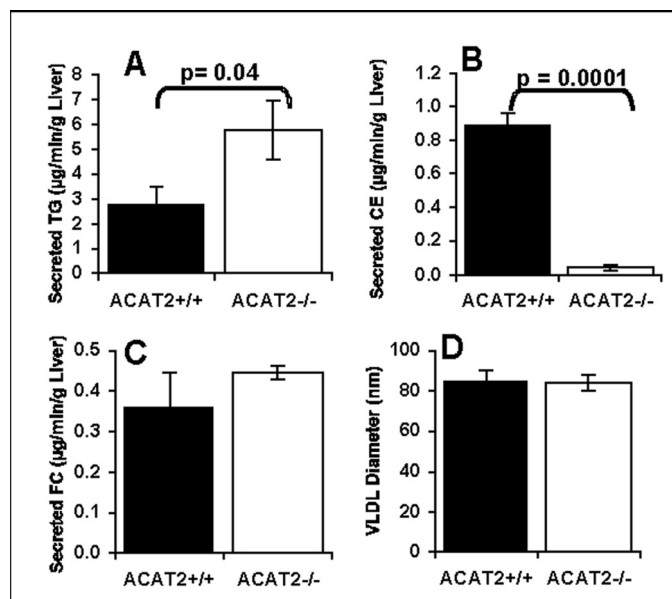 A
p= 0.04
Secreted TG (µg/min/g Liver)
8
7
6
5
4
3
2
1
0
ACAT2+/+ ACAT2-/-
B
p = 0.0001
Secreted CE (µg/min/g Liver)
1.2
1.0
0.8
0.6
0.4
0.2
0.0
ACAT2+/+ ACAT2-/-
C
Secreted FC (µg/min/g Liver)
0.5
0.4
0.3
0.2
0.1
0.0
ACAT2+/+ ACAT2-/-
D
VLDL Diameter (nm)
100
80
60
40
20
0
ACAT2+/+ ACAT2-/-